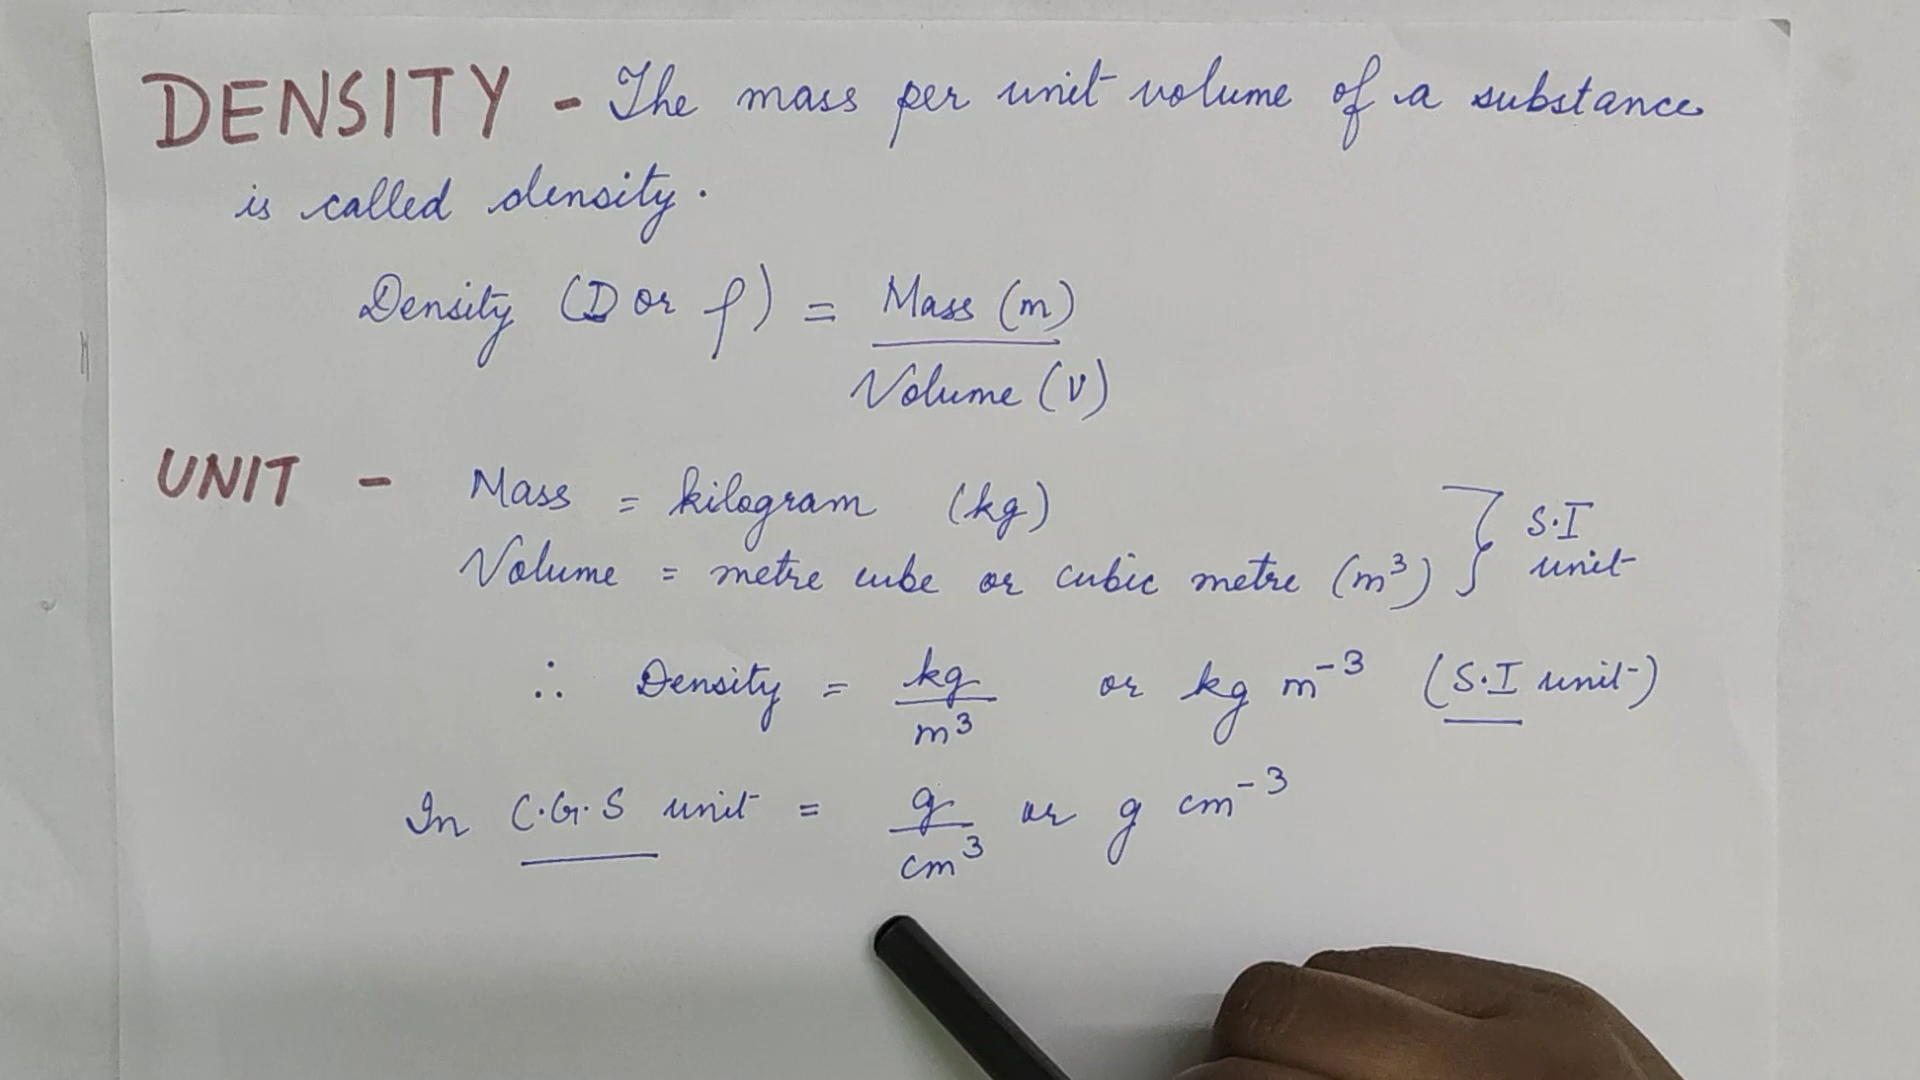 DENSITY - The mass per unit volume of a substance
is called density.
Density (D or ρ) = Mass (m)
Volume (V)
UNIT - Mass = kilogram (kg)
Volume = metre cube or cubic metre (m³) } S.I unit
∴ Density = kg/m³ or kg m⁻³ (S.I unit)
In C.G.S unit = g/cm³ or g cm⁻³